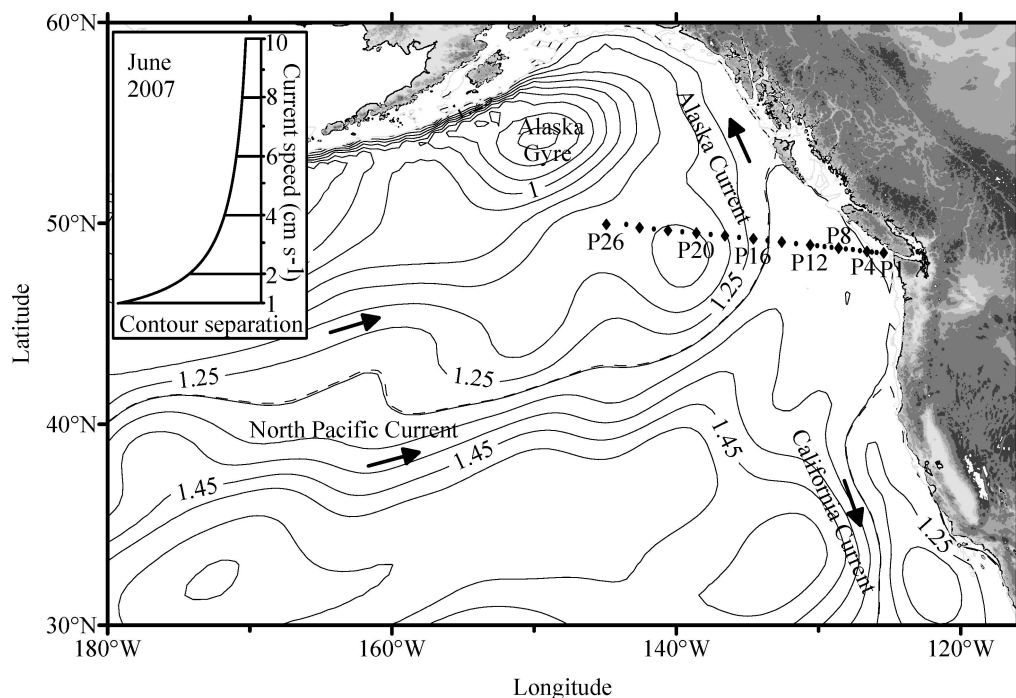 60°N
50°N
40°N
30°N
Latitude
June
2007
10
8
6
4
2
1
Current speed (cm s-1)
Contour separation
Alaska
Gyre
1
Alaska Current
P26
P20
P16
P12
P8
P4
P1
1.25
1.25
1.25
North Pacific Current
1.45
1.45
1.45
California Current
1.25
180°W
160°W
140°W
120°W
Longitude